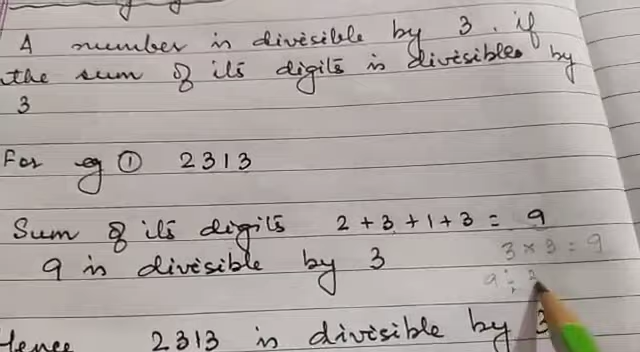 A number is divisible by 3. if
the sum of its digits is divisible by
3
For eg ① 2313
Sum of its digits 2 + 3 + 1 + 3 = 9
9 is divisible by 3
3 × 3 = 9
9 ÷
Hence 2313 is divisible by 3